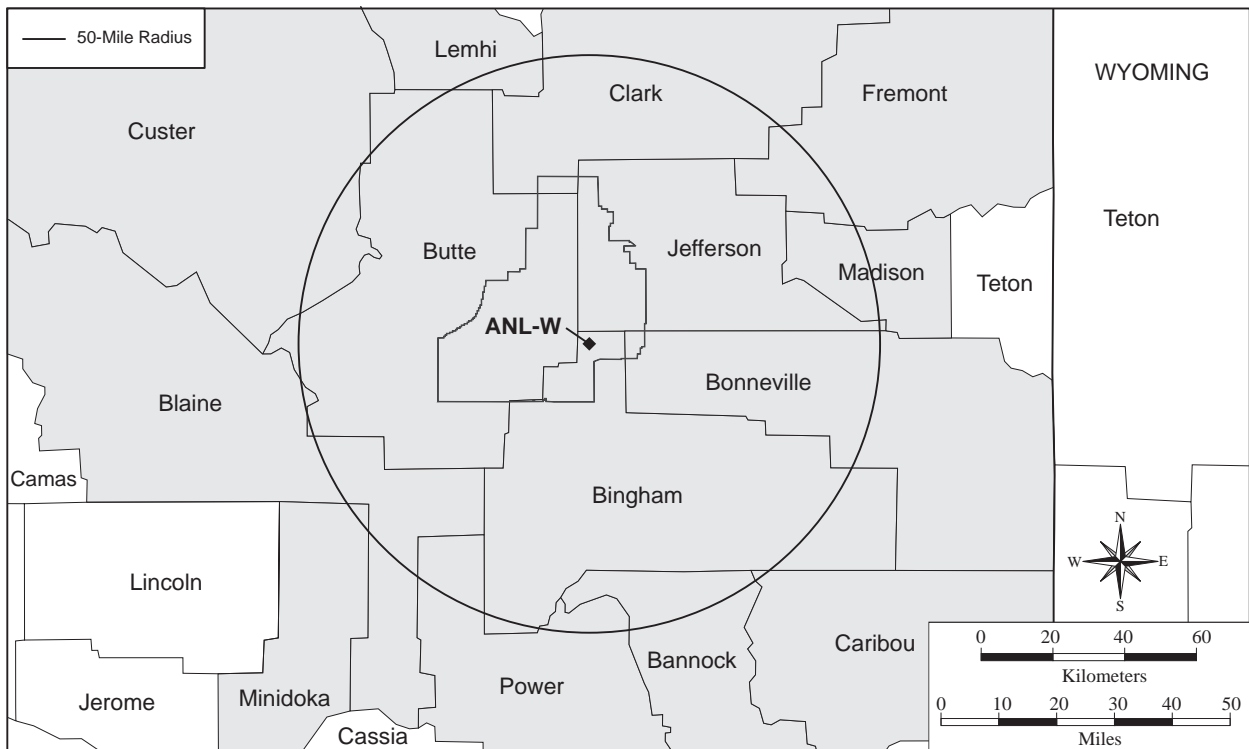 50-Mile Radius
Lemhi
Clark
Fremont
WYOMING
Custer
Teton
Butte
Jefferson
Madison
Teton
ANL-W
Bonneville
Blaine
Camas
Bingham
N
W E
S
Lincoln
Caribou
Bannock
Power
Minidoka
Jerome
Cassia
0 20 40 60
Kilometers
0 10 20 30 40 50
Miles